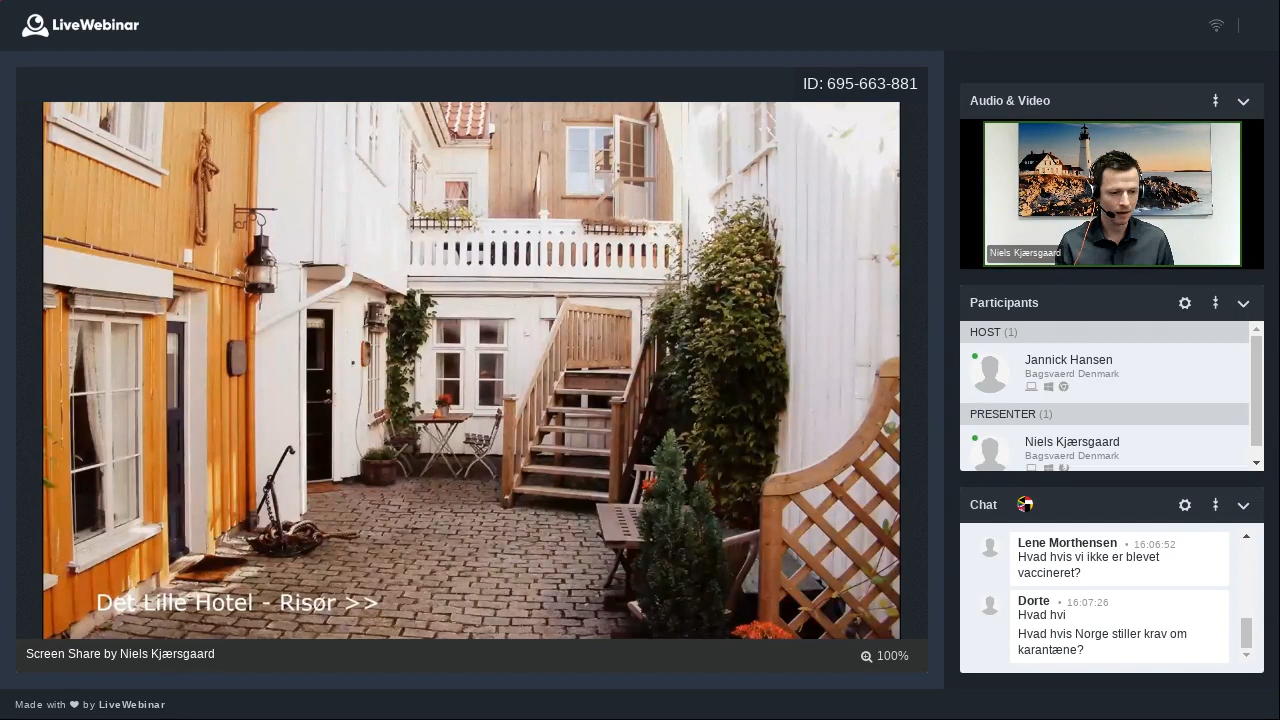 LiveWebinar
ID: 695-663-881
Det Lille Hotel - Risør >>
Screen Share by Niels Kjærsgaard
100%
Audio & Video
Niels Kjærsgaard
Participants
HOST (1)
Jannick Hansen
Bagsvaerd Denmark
PRESENTER (1)
Niels Kjærsgaard
Bagsvaerd Denmark
Chat
Lene Morthensen • 16:06:52
Hvad hvis vi ikke er blevet
vaccineret?
Dorte • 16:07:26
Hvad hvi
Hvad hvis Norge stiller krav om
karantæne?
Made with ❤ by LiveWebinar